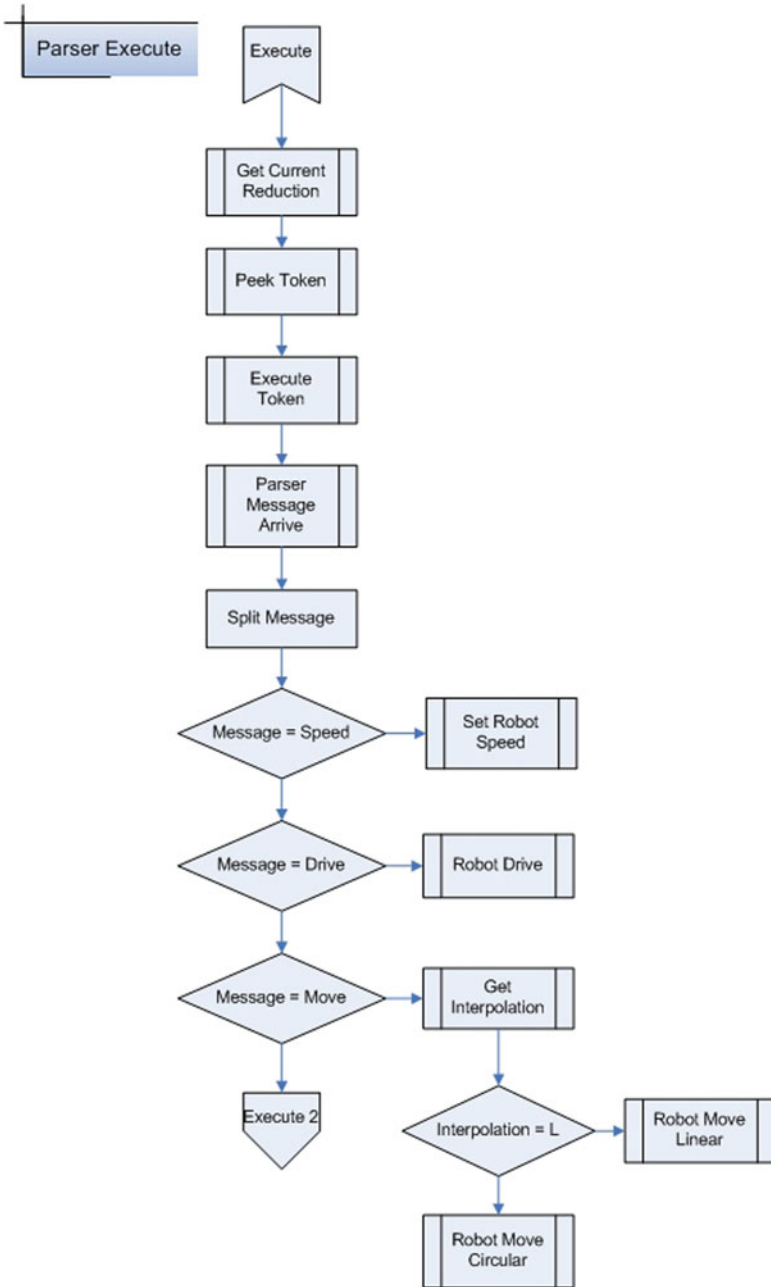 Parser Execute
Execute
Get Current
Reduction
Peek Token
Execute
Token
Parser
Message
Arrive
Split Message
Message = Speed
Set Robot
Speed
Message = Drive
Robot Drive
Message = Move
Get
Interpolation
Execute 2
Interpolation = L
Robot Move
Linear
Robot Move
Circular